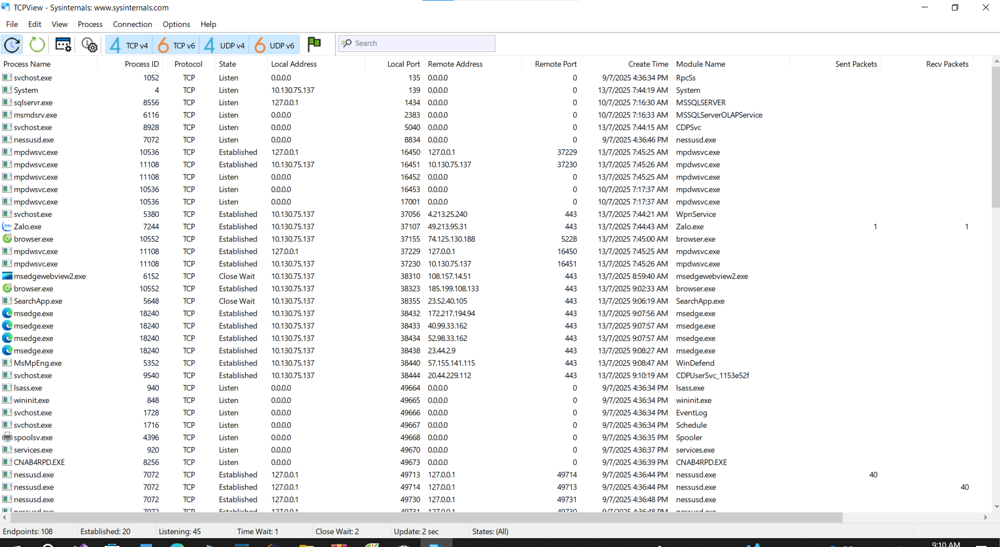 TCPView - Sysinternals: www.sysinternals.com
File Edit View Process Connection Options Help
4 TCP v4 6 TCP v6 4 UDP v4 6 UDP v6 Search
Process Name Process ID Protocol State Local Address Local Port Remote Address Remote Port Create Time Module Name Sent Packets Recv Packets
svchost.exe 1052 TCP Listen 0.0.0.0 135 0.0.0.0 0 9/7/2025 4:36:34 PM RpcSs
System 4 TCP Listen 10.130.75.137 139 0.0.0.0 0 13/7/2025 7:44:19 AM System
sqlservr.exe 8556 TCP Listen 127.0.0.1 1434 0.0.0.0 0 10/7/2025 7:16:30 AM MSSQLSERVER
msmdsrv.exe 6116 TCP Listen 0.0.0.0 2383 0.0.0.0 0 10/7/2025 7:16:33 AM MSSQLServerOLAPService
svchost.exe 8928 TCP Listen 0.0.0.0 5040 0.0.0.0 0 13/7/2025 7:44:15 AM CDPSvc
nessusd.exe 7072 TCP Listen 0.0.0.0 8834 0.0.0.0 0 9/7/2025 4:36:46 PM nessusd.exe
mpdwsvc.exe 10536 TCP Established 127.0.0.1 16450 127.0.0.1 37229 13/7/2025 7:45:25 AM mpdwsvc.exe
mpdwsvc.exe 11108 TCP Established 10.130.75.137 16451 10.130.75.137 37230 13/7/2025 7:45:26 AM mpdwsvc.exe
mpdwsvc.exe 11108 TCP Listen 0.0.0.0 16452 0.0.0.0 0 13/7/2025 7:45:25 AM mpdwsvc.exe
mpdwsvc.exe 10536 TCP Listen 0.0.0.0 16453 0.0.0.0 0 10/7/2025 7:17:37 AM mpdwsvc.exe
mpdwsvc.exe 10536 TCP Listen 0.0.0.0 17001 0.0.0.0 0 10/7/2025 7:17:37 AM mpdwsvc.exe
svchost.exe 5380 TCP Established 10.130.75.137 37056 4.213.25.240 443 13/7/2025 7:44:21 AM WpnService
Zalo.exe 7244 TCP Established 10.130.75.137 37107 49.213.95.31 443 13/7/2025 7:44:43 AM Zalo.exe 1 1
browser.exe 10552 TCP Established 10.130.75.137 37155 74.125.130.188 5228 13/7/2025 7:45:00 AM browser.exe
mpdwsvc.exe 11108 TCP Established 127.0.0.1 37229 127.0.0.1 16450 13/7/2025 7:45:25 AM mpdwsvc.exe
mpdwsvc.exe 11108 TCP Established 10.130.75.137 37230 10.130.75.137 16451 13/7/2025 7:45:26 AM mpdwsvc.exe
msedgewebview2.exe 6152 TCP Close Wait 10.130.75.137 38310 108.157.14.51 443 13/7/2025 8:59:40 AM msedgewebview2.exe
browser.exe 10552 TCP Established 10.130.75.137 38323 185.199.108.133 443 13/7/2025 9:02:33 AM browser.exe
SearchApp.exe 5648 TCP Close Wait 10.130.75.137 38355 23.52.40.105 443 13/7/2025 9:06:19 AM SearchApp.exe
msedge.exe 18240 TCP Established 10.130.75.137 38432 172.217.194.94 443 13/7/2025 9:07:56 AM msedge.exe
msedge.exe 18240 TCP Established 10.130.75.137 38433 40.99.33.162 443 13/7/2025 9:07:57 AM msedge.exe
msedge.exe 18240 TCP Established 10.130.75.137 38434 52.98.33.162 443 13/7/2025 9:07:57 AM msedge.exe
msedge.exe 18240 TCP Established 10.130.75.137 38438 23.44.2.9 443 13/7/2025 9:08:27 AM msedge.exe
MsMpEng.exe 5352 TCP Established 10.130.75.137 38440 57.155.141.115 443 13/7/2025 9:08:47 AM WinDefend
svchost.exe 9540 TCP Established 10.130.75.137 38444 20.44.229.112 443 13/7/2025 9:10:19 AM CDPUserSvc_1153e52f
lsass.exe 940 TCP Listen 0.0.0.0 49664 0.0.0.0 0 9/7/2025 4:36:34 PM lsass.exe
wininit.exe 848 TCP Listen 0.0.0.0 49665 0.0.0.0 0 9/7/2025 4:36:34 PM wininit.exe
svchost.exe 1728 TCP Listen 0.0.0.0 49666 0.0.0.0 0 9/7/2025 4:36:34 PM EventLog
svchost.exe 1716 TCP Listen 0.0.0.0 49667 0.0.0.0 0 9/7/2025 4:36:34 PM Schedule
spoolsv.exe 4396 TCP Listen 0.0.0.0 49668 0.0.0.0 0 9/7/2025 4:36:35 PM Spooler
services.exe 920 TCP Listen 0.0.0.0 49670 0.0.0.0 0 9/7/2025 4:36:37 PM services.exe
CNAB4RPD.EXE 8256 TCP Listen 0.0.0.0 49673 0.0.0.0 0 9/7/2025 4:36:39 PM CNAB4RPD.EXE
nessusd.exe 7072 TCP Established 127.0.0.1 49713 127.0.0.1 49714 9/7/2025 4:36:44 PM nessusd.exe 40
nessusd.exe 7072 TCP Established 127.0.0.1 49714 127.0.0.1 49713 9/7/2025 4:36:44 PM nessusd.exe 40
nessusd.exe 7072 TCP Established 127.0.0.1 49730 127.0.0.1 49731 9/7/2025 4:36:48 PM nessusd.exe
nessusd.exe 7072 TCP Established 127.0.0.1 49731 127.0.0.1 49730 9/7/2025 4:36:48 PM nessusd.exe
Endpoints: 108 Established: 20 Listening: 45 Time Wait: 1 Close Wait: 2 Update: 2 sec States: (All)
9:10 AM